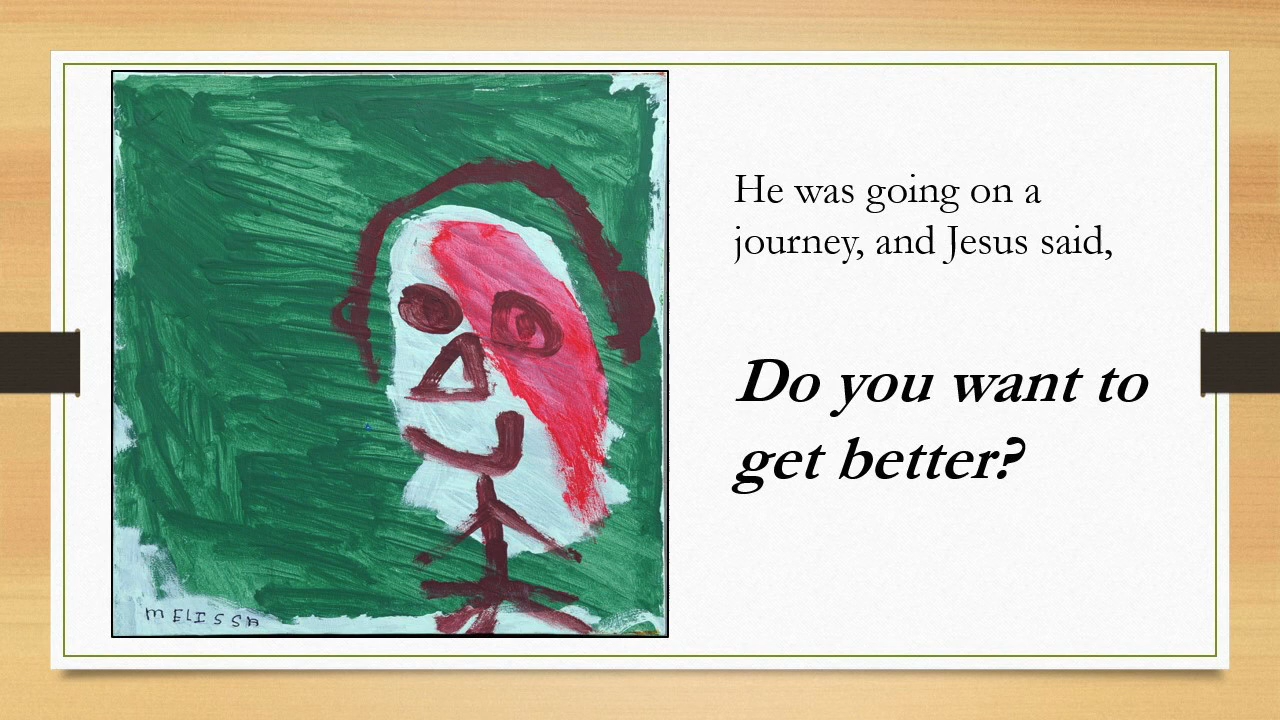 He was going on a
journey, and Jesus said,
Do you want to
get better?
MELISSA